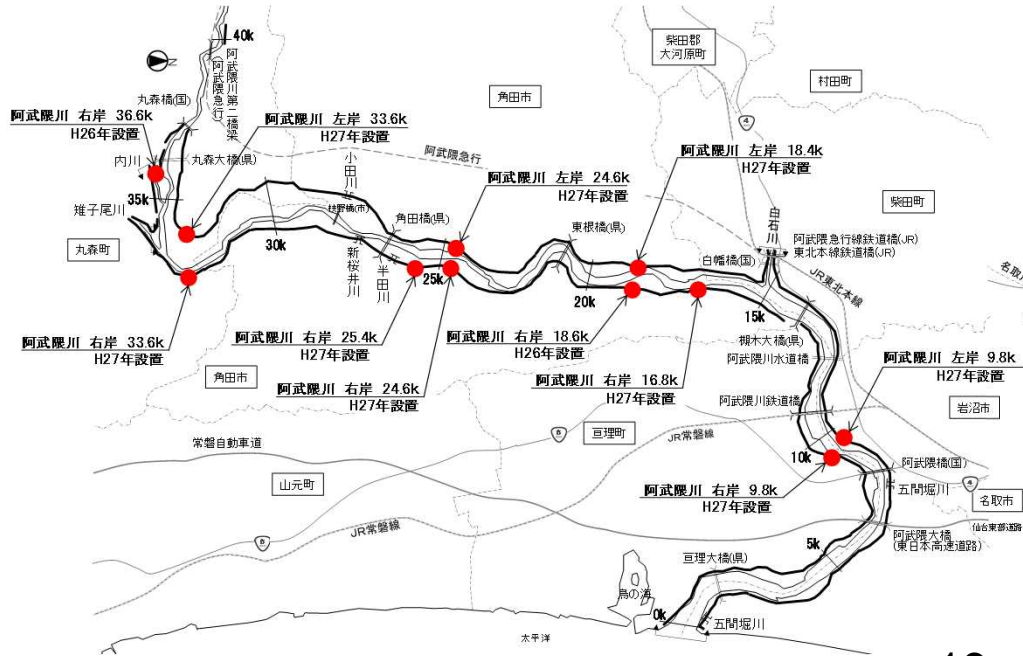 40k
阿武隈川第二橋梁
(阿武隈急行)
N
丸森橋(国)
阿武隈川 右岸 36.6k
H26年設置
内川
丸森大橋(県)
35k
雉子尾川
丸森町
阿武隈川 左岸 33.6k
H27年設置
小田川
阿武隈急行
角田市
30k
枝野橋(市)
角田橋(県)
新桜井川
半田川
25k
阿武隈川 左岸 24.6k
H27年設置
東根橋(県)
20k
阿武隈川 左岸 18.4k
H27年設置
柴田郡
大河原町
村田町
4
柴田町
白石川
阿武隈急行線鉄道橋(JR)
東北本線鉄道橋(JR)
白幡橋(国)
JR東北本線
15k
槻木大橋(県)
阿武隈川水道橋
阿武隈川鉄道橋
阿武隈川 右岸 33.6k
H27年設置
阿武隈川 右岸 25.4k
H27年設置
阿武隈川 右岸 24.6k
H27年設置
阿武隈川 右岸 18.6k
H26年設置
阿武隈川 右岸 16.8k
H27年設置
阿武隈川 左岸 9.8k
H27年設置
岩沼市
角田市
亘理町
6
JR常磐線
常磐自動車道
山元町
10k
阿武隈川 右岸 9.8k
H27年設置
阿武隈橋(国)
五間堀川
4
名取市
仙台東部道路
阿武隈大橋
(東日本高速道路)
JR常磐線
6
5k
亘理大橋(県)
鳥の海
0k
五間堀川
太平洋